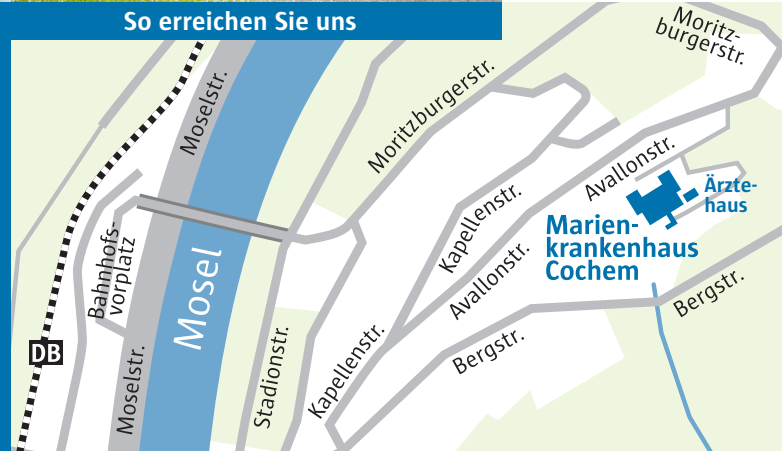 So erreichen Sie uns
Moritz-
burgerstr.
Moselstr.
Moritzburgerstr.
Avallonstr.
Ärzte-
haus
Kapellenstr.
Marien-
krankenhaus
Cochem
Bahnhofs-
vorplatz
Mosel
Avallonstr.
Bergstr.
DB
Moselstr.
Stadionstr.
Kapellenstr.
Bergstr.